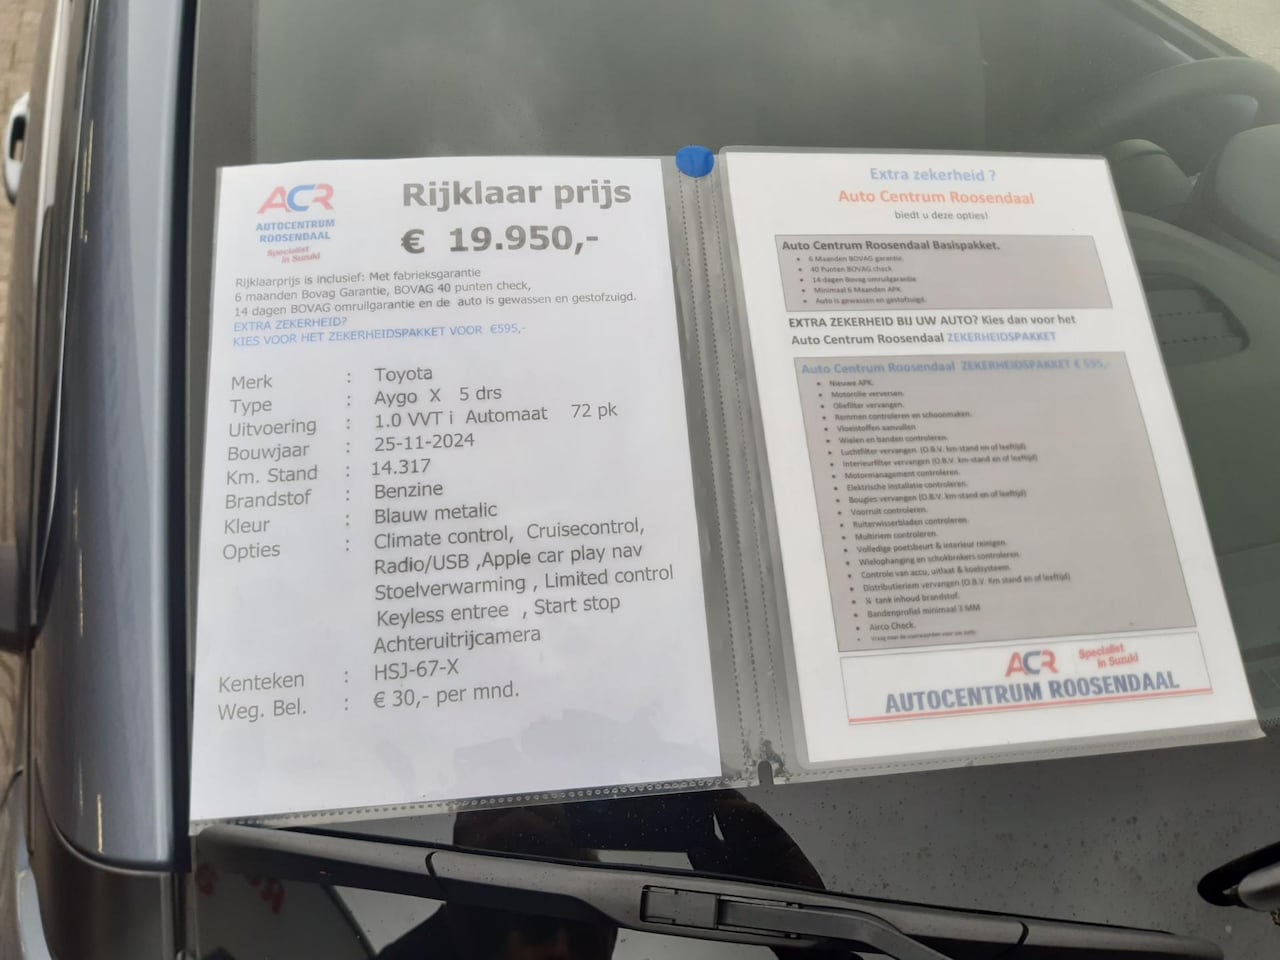 ACR
AUTOCENTRUM
ROOSENDAAL
Specialist
in Suzuki
Rijklaar prijs
€ 19.950,-
Rijklaarprijs is inclusief: Met fabrieksgarantie
6 maanden Bovag Garantie, BOVAG 40 punten check,
14 dagen BOVAG omruilgarantie en de auto is gewassen en gestofzuigd.
EXTRA ZEKERHEID?
KIES VOOR HET ZEKERHEIDSPAKKET VOOR €595,-
Merk : Toyota
Type : Aygo X 5 drs
Uitvoering : 1.0 VVT i Automaat 72 pk
Bouwjaar : 25-11-2024
Km. Stand : 14.317
Brandstof : Benzine
Kleur : Blauw metalic
Opties : Climate control, Cruisecontrol,
Radio/USB ,Apple car play nav
Stoelverwarming , Limited control
Keyless entree , Start stop
Achteruitrijcamera
Kenteken : HSJ-67-X
Weg. Bel. : € 30,- per mnd.
Extra zekerheid ?
Auto Centrum Roosendaal
biedt u deze opties!
Auto Centrum Roosendaal Basispakket.
• 6 Maanden BOVAG garantie.
• 40 Punten BOVAG check.
• 14 dagen Bovag omruilgarantie
• Minimaal 6 Maanden APK.
• Auto is gewassen en gestofzuigd.
EXTRA ZEKERHEID BIJ UW AUTO? Kies dan voor het
Auto Centrum Roosendaal ZEKERHEIDSPAKKET
Auto Centrum Roosendaal ZEKERHEIDSPAKKET € 595,-
• Nieuwe APK.
• Motorolie verversen.
• Oliefilter vervangen.
• Remmen controleren en schoonmaken.
• Vloeistoffen aanvullen
• Wielen en banden controleren.
• Luchtfilter vervangen (O.B.V. km-stand en of leeftijd)
• Interieurfilter vervangen (O.B.V. km-stand en of leeftijd)
• Motormanagement controleren.
• Elektrische installatie controleren.
• Bougies vervangen (O.B.V. km-stand en of leeftijd)
• Voorruit controleren.
• Ruiterwisserbladen controleren.
• Multiriem controleren.
• Volledige poetsbeurt & interieur reinigen.
• Wielophanging en schokbrekers controleren.
• Controle van accu, uitlaat & koelsysteem.
• Distributieriem vervangen (O.B.V. Km stand en of leeftijd)
• ¼ tank inhoud brandstof.
• Bandenprofiel minimaal 3 MM
• Airco Check.
• Vraag naar de voorwaarden voor uw auto.
ACR Specialist
in Suzuki
AUTOCENTRUM ROOSENDAAL